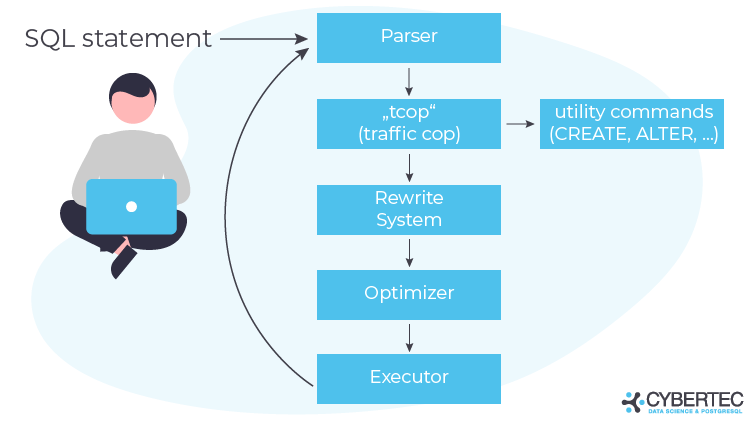 SQL statement
Parser
„tcop“
(traffic cop)
utility commands
(CREATE, ALTER, ...)
Rewrite
System
Optimizer
Executor
CYBERTEC
DATA SCIENCE & POSTGRESQL